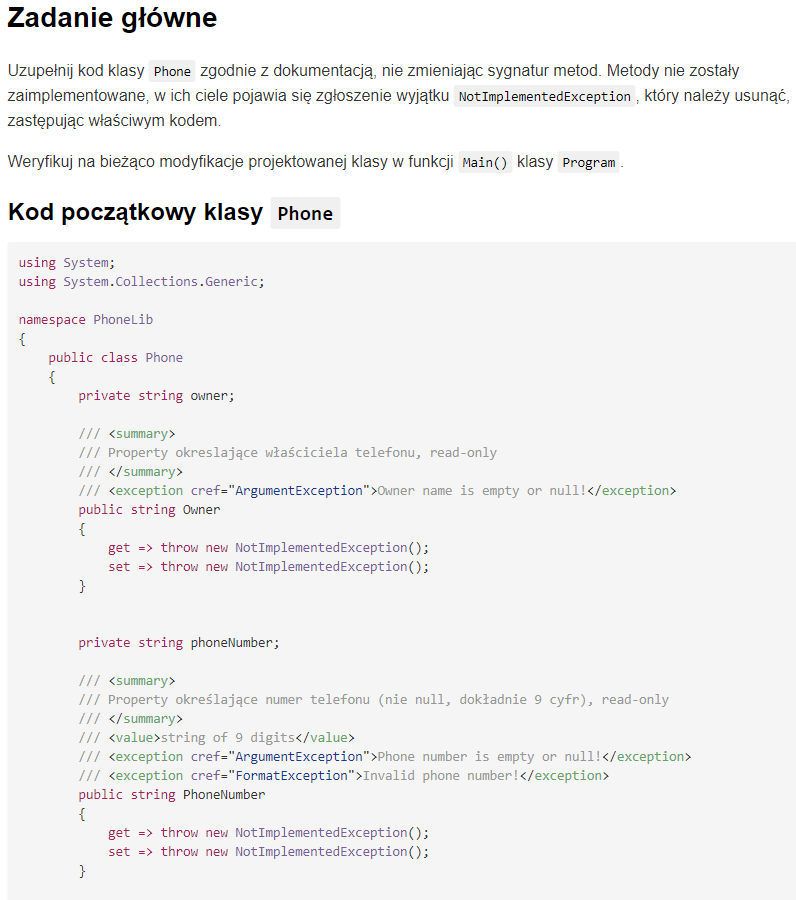 Zadanie główne
Uzupełnij kod klasy Phone zgodnie z dokumentacją, nie zmieniając sygnatur metod. Metody nie zostały
zaimplementowane, w ich ciele pojawia się zgłoszenie wyjątku NotImplementedException, który należy usunąć,
zastępując właściwym kodem.
Weryfikuj na bieżąco modyfikacje projektowanej klasy w funkcji Main() klasy Program.
Kod początkowy klasy Phone
using System;
using System.Collections.Generic;
namespace PhoneLib
{
    public class Phone
    {
        private string owner;
        /// <summary>
        /// Property okreslające właściciela telefonu, read-only
        /// </summary>
        /// <exception cref="ArgumentException">Owner name is empty or null!</exception>
        public string Owner
        {
            get => throw new NotImplementedException();
            set => throw new NotImplementedException();
        }
        private string phoneNumber;
        /// <summary>
        /// Property określające numer telefonu (nie null, dokładnie 9 cyfr), read-only
        /// </summary>
        /// <value>string of 9 digits</value>
        /// <exception cref="ArgumentException">Phone number is empty or null!</exception>
        /// <exception cref="FormatException">Invalid phone number!</exception>
        public string PhoneNumber
        {
            get => throw new NotImplementedException();
            set => throw new NotImplementedException();
        }